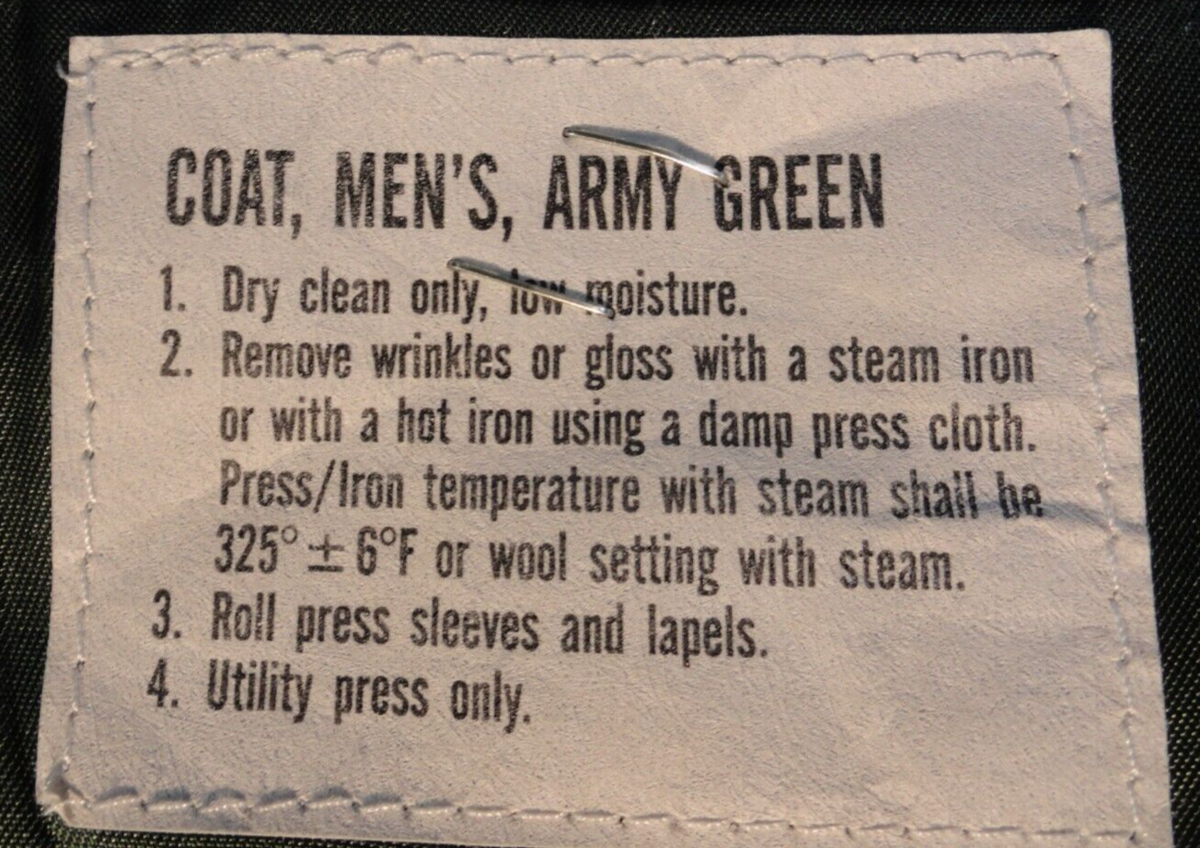 COAT, MEN'S, ARMY GREEN
1. Dry clean only, low moisture.
2. Remove wrinkles or gloss with a steam iron
or with a hot iron using a damp press cloth.
Press/Iron temperature with steam shall be
325° ± 6°F or wool setting with steam.
3. Roll press sleeves and lapels.
4. Utility press only.